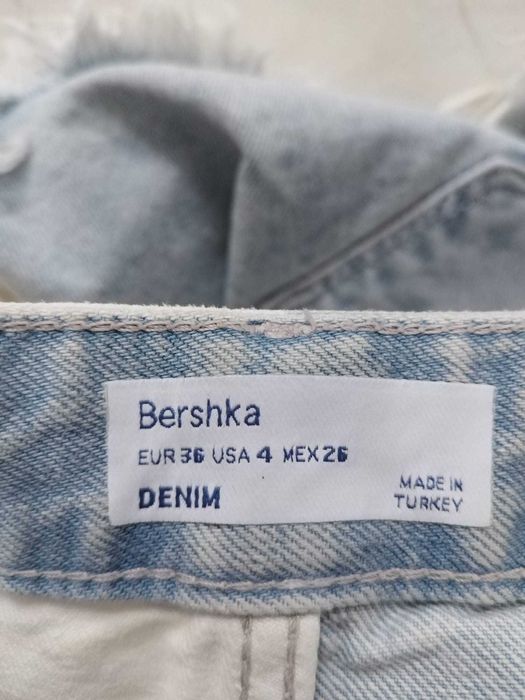 Bershka
EUR 36 USA 4 MEX 26
DENIM
MADE IN
TURKEY